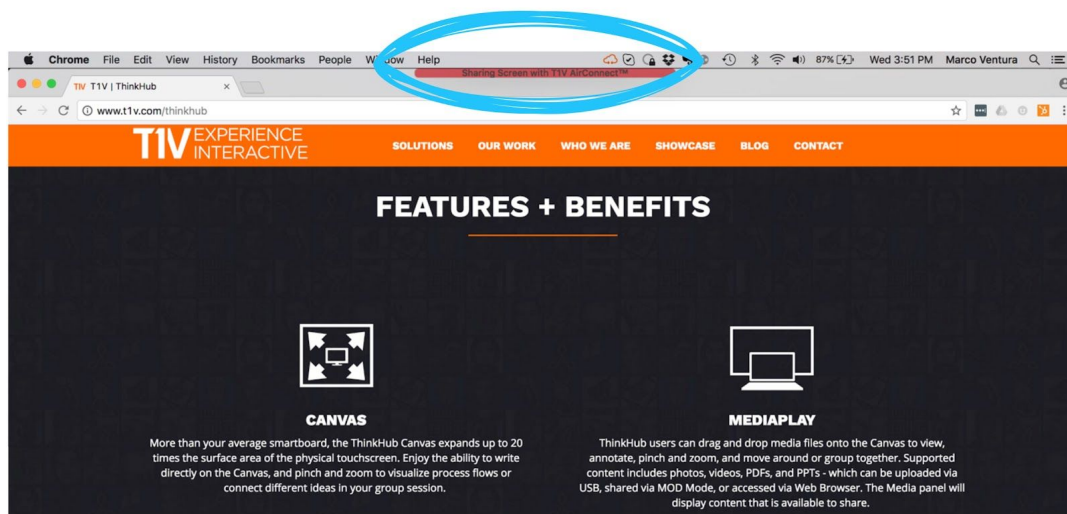 Chrome File Edit View History Bookmarks People Window Help 87% Wed 3:51 PM Marco Ventura
Sharing Screen with T1V AirConnect™
T1V T1V | ThinkHub
www.t1v.com/thinkhub
T1V EXPERIENCE INTERACTIVE
SOLUTIONS OUR WORK WHO WE ARE SHOWCASE BLOG CONTACT
FEATURES + BENEFITS
CANVAS
More than your average smartboard, the ThinkHub Canvas expands up to 20
times the surface area of the physical touchscreen. Enjoy the ability to write
directly on the Canvas, and pinch and zoom to visualize process flows or
connect different ideas in your group session.
MEDIAPLAY
ThinkHub users can drag and drop media files onto the Canvas to view,
annotate, pinch and zoom, and move around or group together. Supported
content includes photos, videos, PDFs, and PPTs - which can be uploaded via
USB, shared via MOD Mode, or accessed via Web Browser. The Media panel will
display content that is available to share.